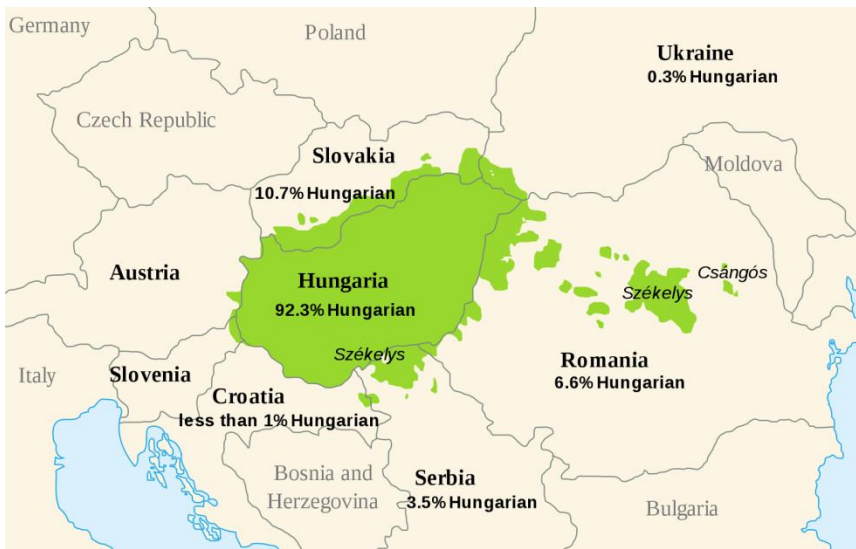 Germany
Poland
Ukraine
0.3% Hungarian
Czech Republic
Slovakia
10.7% Hungarian
Moldova
Austria
Hungaria
92.3% Hungarian
Székelys
Csángós
Székelys
Romania
6.6% Hungarian
Italy
Slovenia
Croatia
less than 1% Hungarian
Bosnia and
Herzegovina
Serbia
3.5% Hungarian
Bulgaria